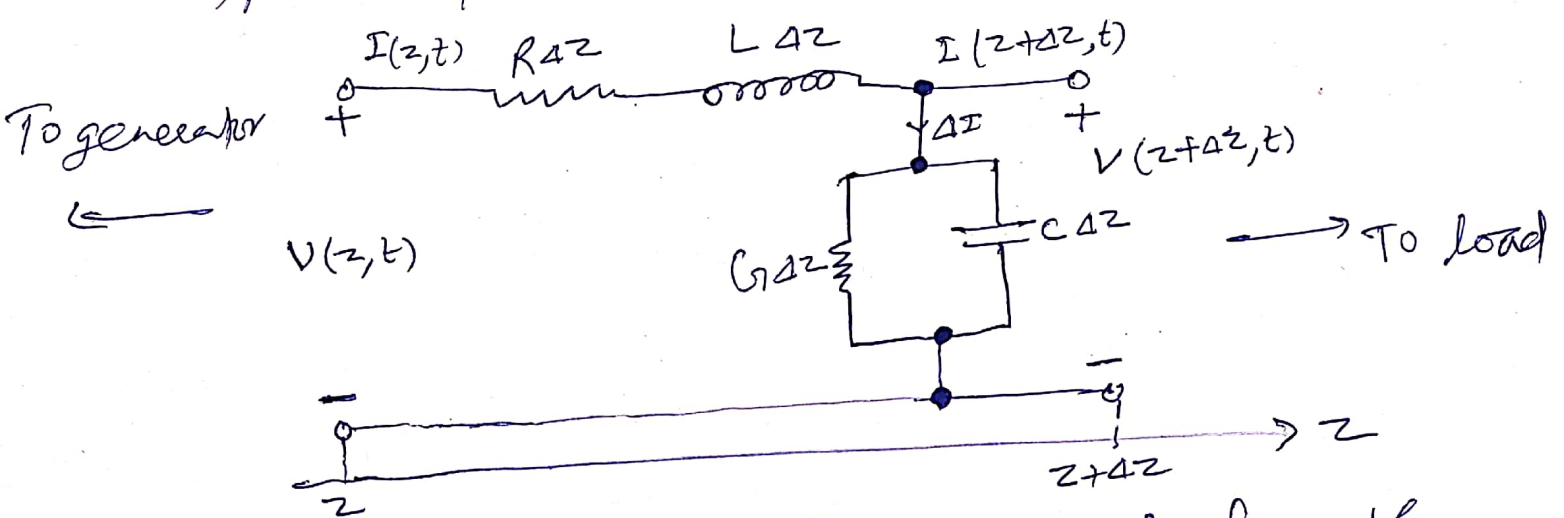 I(z,t) RΔz LΔz I(z+Δz,t)
To generator + ΔI +
V(z+Δz,t)
V(z,t) GΔz CΔz To load
- -
z z+Δz z